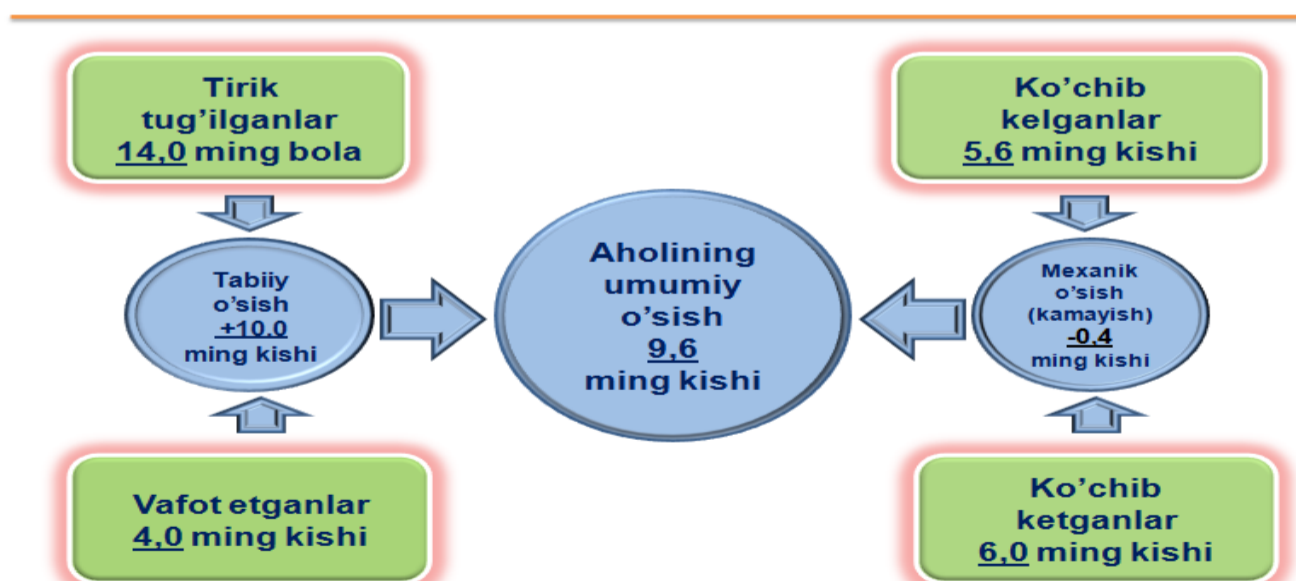 Tirik
tug’ilganlar
14,0 ming bola
Ko’chib
kelganlar
5,6 ming kishi
Tabiiy
o’sish
+10,0
ming kishi
Aholining
umumiy
o’sish
9,6
ming kishi
Mexanik
o’sish
(kamayish)
-0,4
ming kishi
Vafot etganlar
4,0 ming kishi
Ko’chib
ketganlar
6,0 ming kishi